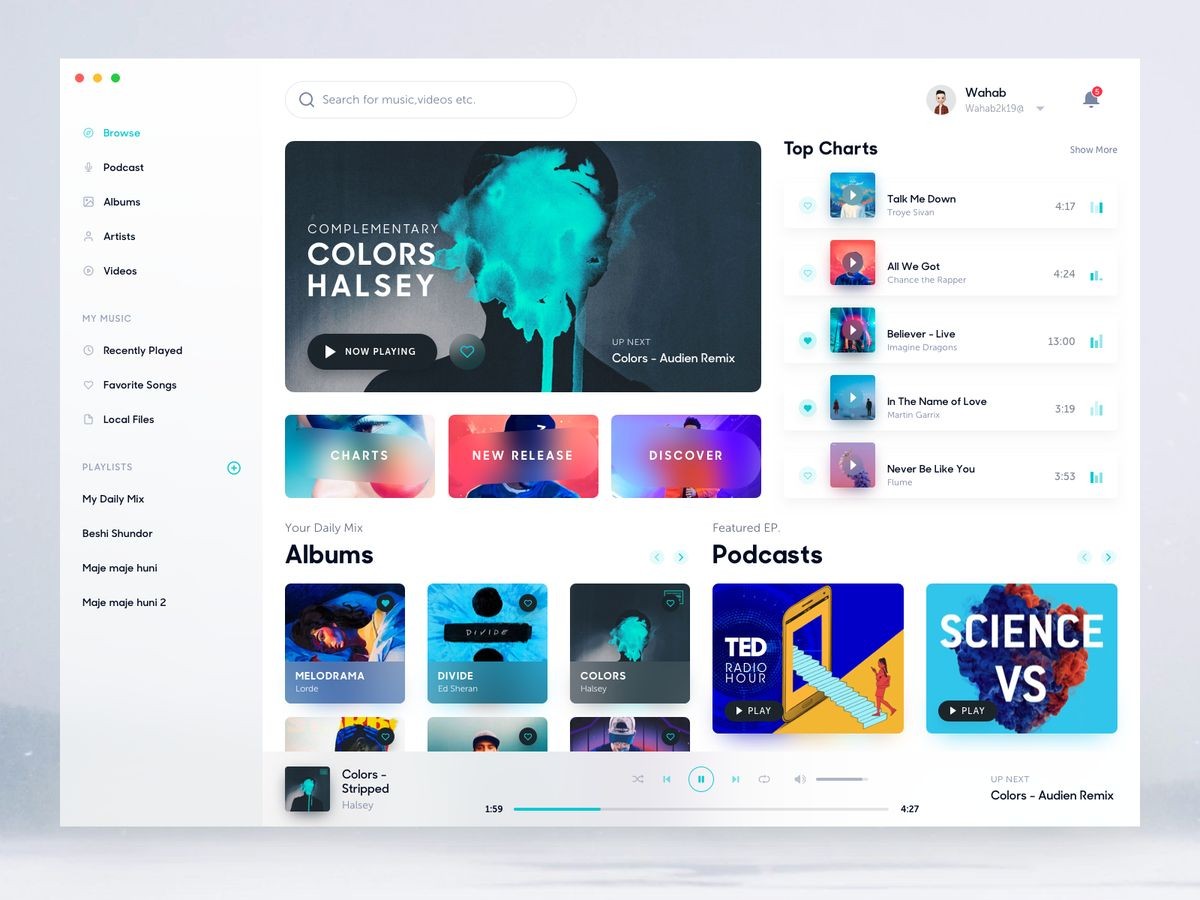 Search for music,videos etc.
Wahab
Wahab2k19@
5
Browse
Podcast
Albums
Artists
Videos
MY MUSIC
Recently Played
Favorite Songs
Local Files
PLAYLISTS
My Daily Mix
Beshi Shundor
Maje maje huni
Maje maje huni 2
COMPLEMENTARY
COLORS
HALSEY
NOW PLAYING
UP NEXT
Colors - Audien Remix
CHARTS
NEW RELEASE
DISCOVER
Top Charts
Show More
Talk Me Down
Troye Sivan
4:17
All We Got
Chance the Rapper
4:24
Believer - Live
Imagine Dragons
13:00
In The Name of Love
Martin Garrix
3:19
Never Be Like You
Flume
3:53
Your Daily Mix
Albums
DIVIDE
MELODRAMA
Lorde
DIVIDE
Ed Sheran
COLORS
Halsey
Featured EP.
Podcasts
TED
RADIO
HOUR
PLAY
SCIENCE
VS
PLAY
Colors -
Stripped
Halsey
1:59
4:27
UP NEXT
Colors - Audien Remix